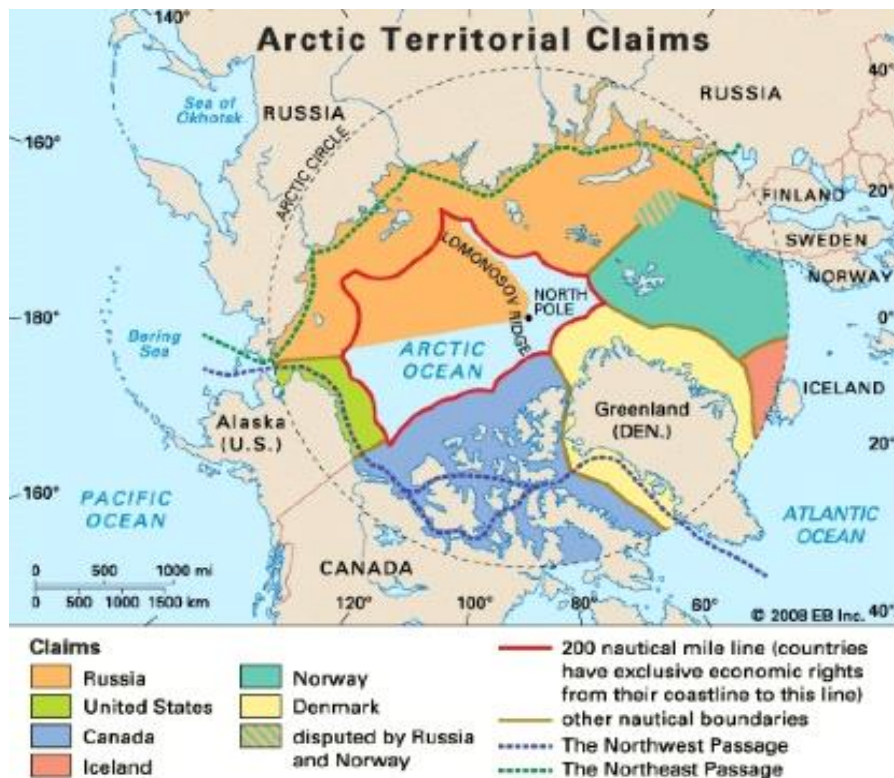 Arctic Territorial Claims
140°
40°
Sea of
Okhotsk
RUSSIA
RUSSIA
160°
ARCTIC CIRCLE
20°
FINLAND
SWEDEN
LOMONOSOV RIDGE
NORWAY
NORTH
POLE
180°
0°
Bering
Sea
ARCTIC
OCEAN
ICELAND
Alaska
(U.S.)
Greenland
(DEN.)
20°
160°
PACIFIC
OCEAN
ATLANTIC
OCEAN
CANADA
0 500 1000 mi
0 500 1000 1500 km
120° 100° 80° 60°
© 2008 EB Inc.
40°
Claims
Russia
United States
Canada
Iceland
Norway
Denmark
disputed by Russia
and Norway
200 nautical mile line (countries
have exclusive economic rights
from their coastline to this line)
other nautical boundaries
The Northwest Passage
The Northeast Passage